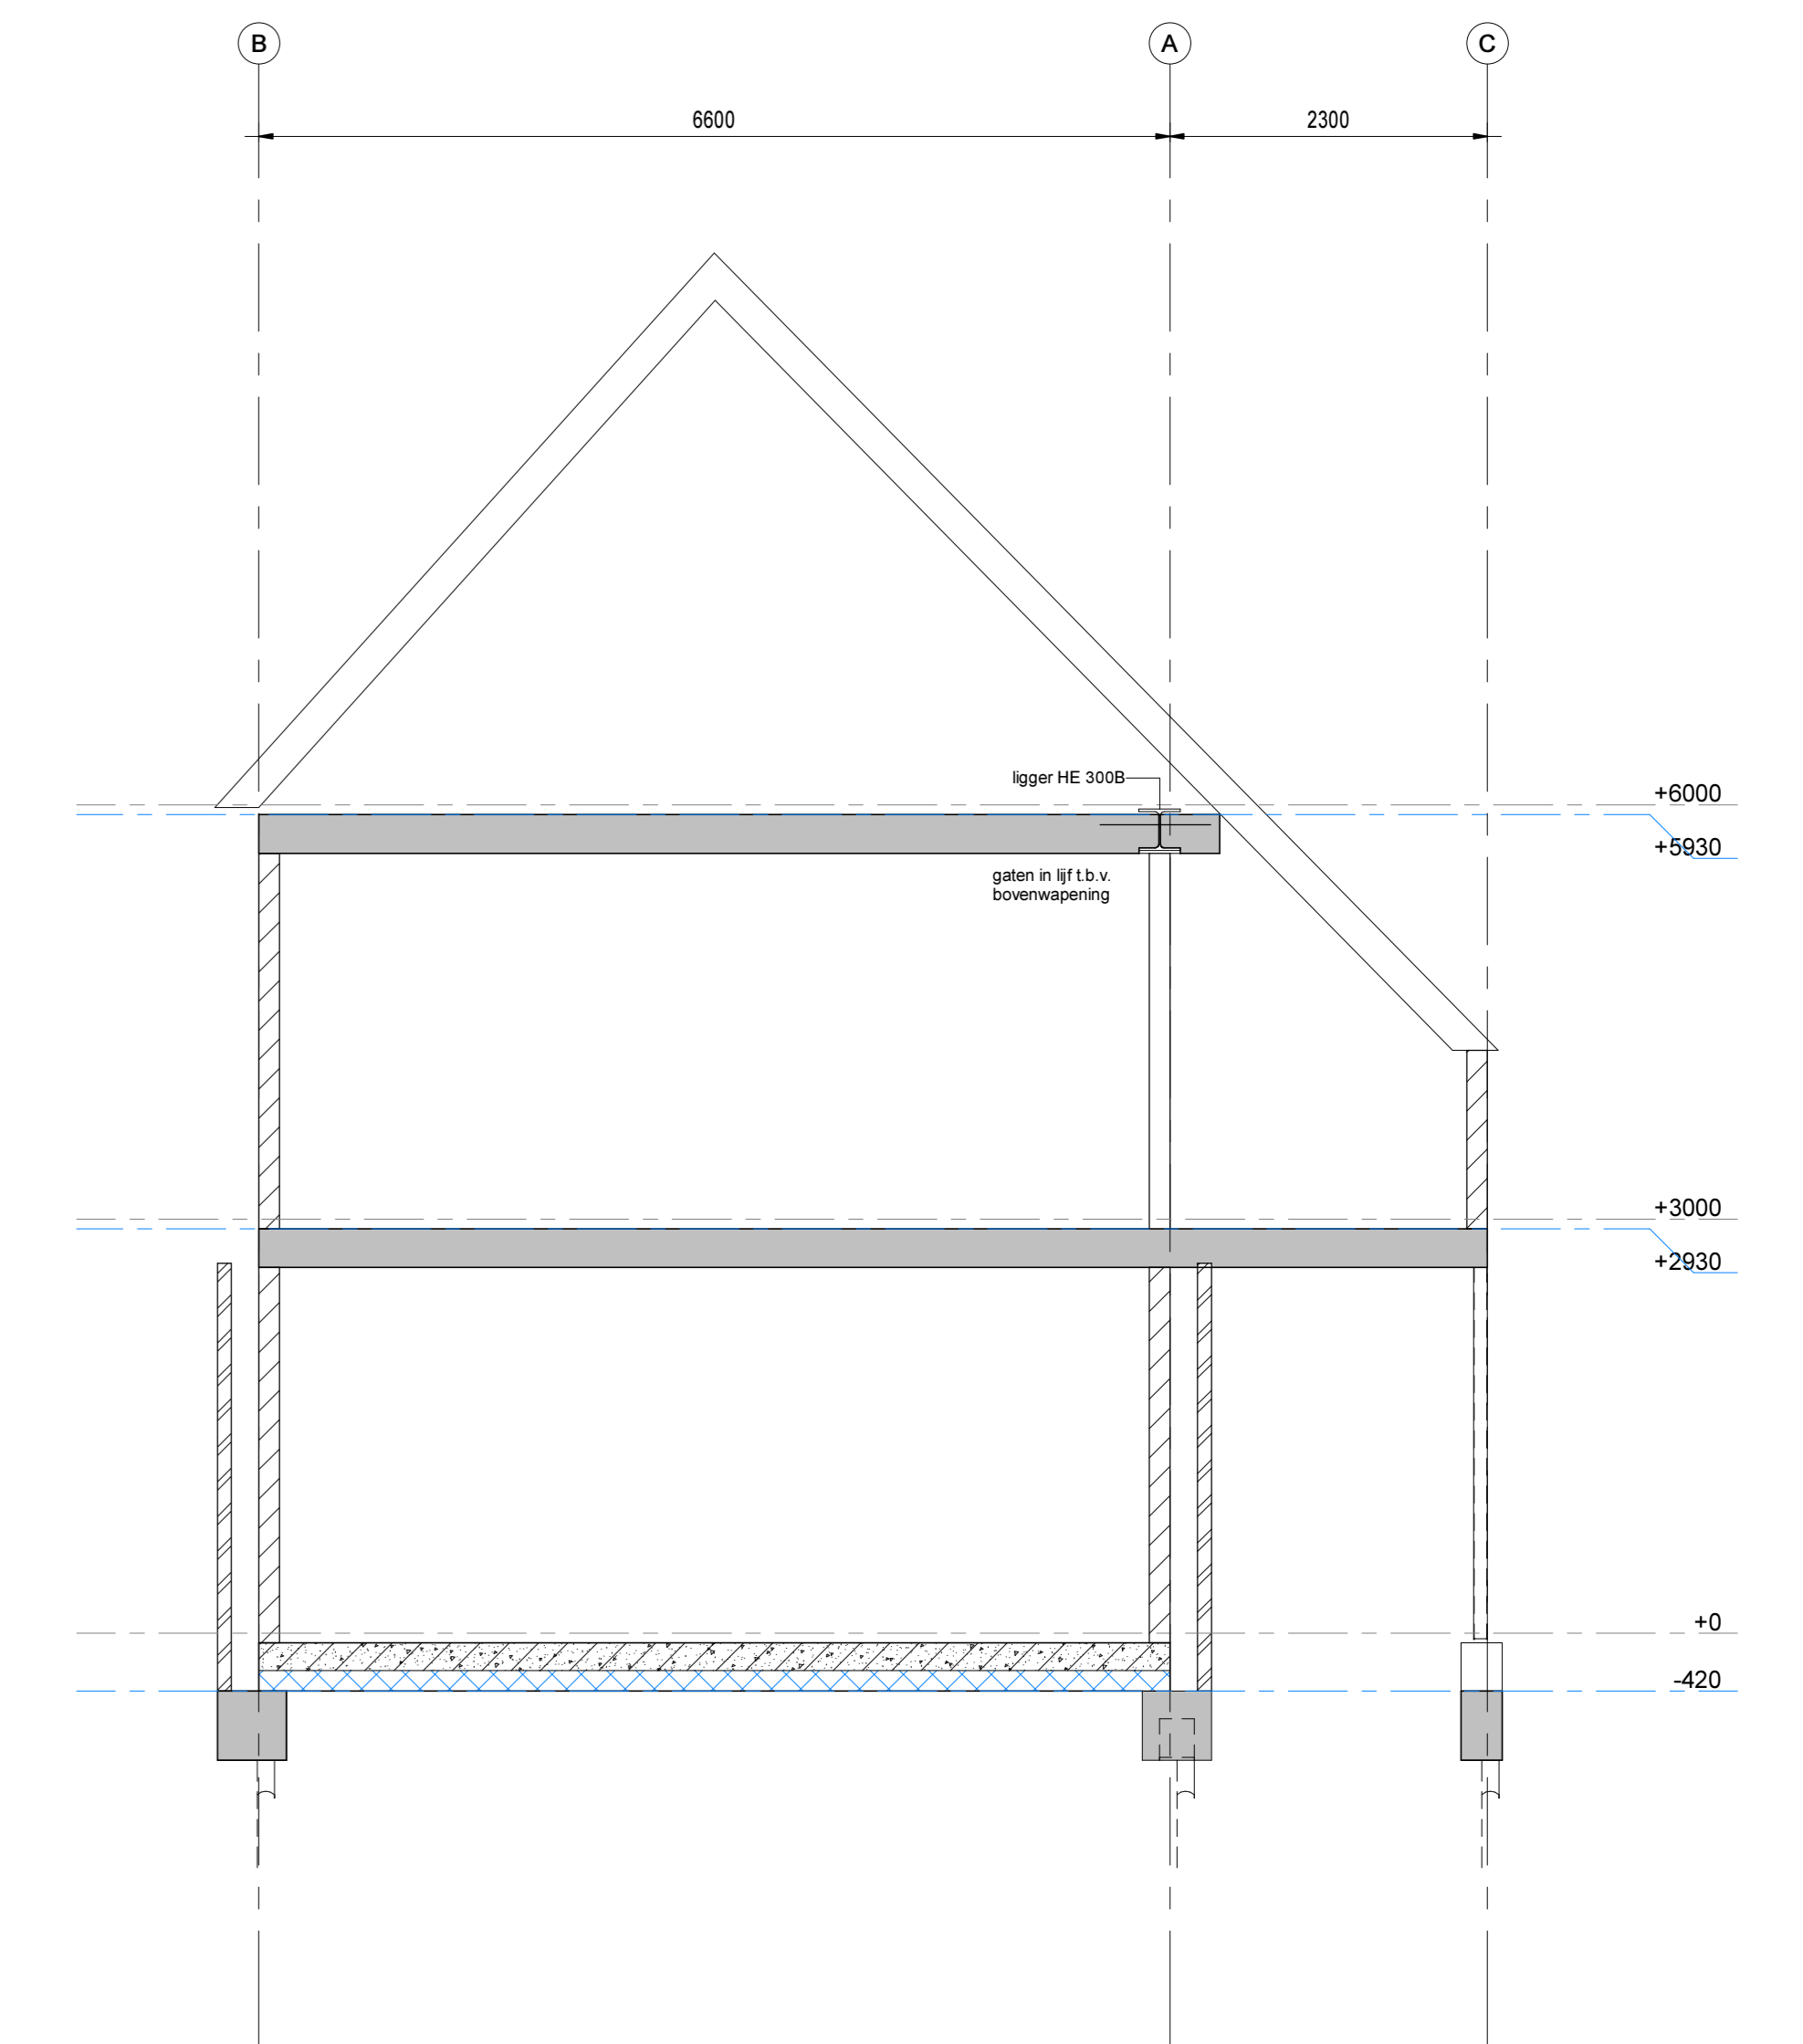 B
A
C
6600
2300
ligger HE 300B
+6000
+5930
gaten in lijf t.b.v.
bovenwapening
+3000
+2930
+0
-420